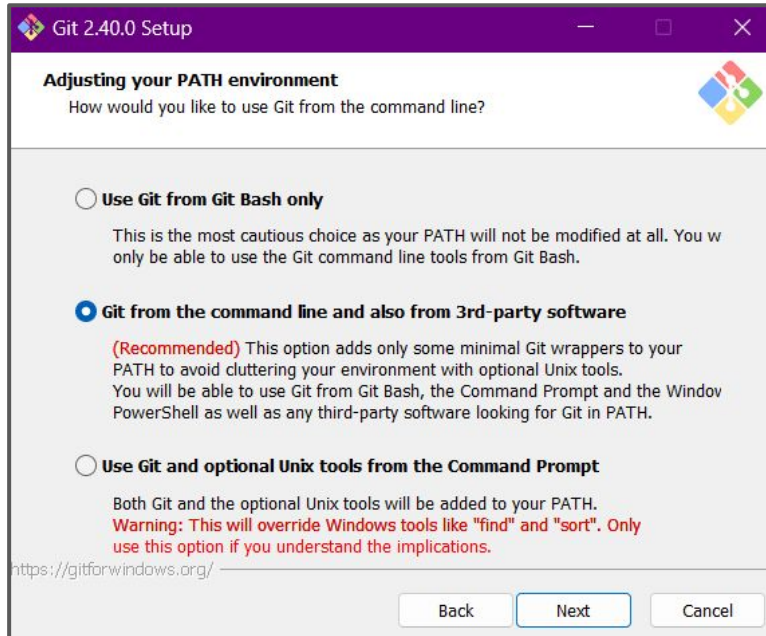 Git 2.40.0 Setup
Adjusting your PATH environment
How would you like to use Git from the command line?
Use Git from Git Bash only
This is the most cautious choice as your PATH will not be modified at all. You w
only be able to use the Git command line tools from Git Bash.
Git from the command line and also from 3rd-party software
(Recommended) This option adds only some minimal Git wrappers to your
PATH to avoid cluttering your environment with optional Unix tools.
You will be able to use Git from Git Bash, the Command Prompt and the Window
PowerShell as well as any third-party software looking for Git in PATH.
Use Git and optional Unix tools from the Command Prompt
Both Git and the optional Unix tools will be added to your PATH.
Warning: This will override Windows tools like "find" and "sort". Only
use this option if you understand the implications.
https://gitforwindows.org/
Back Next Cancel